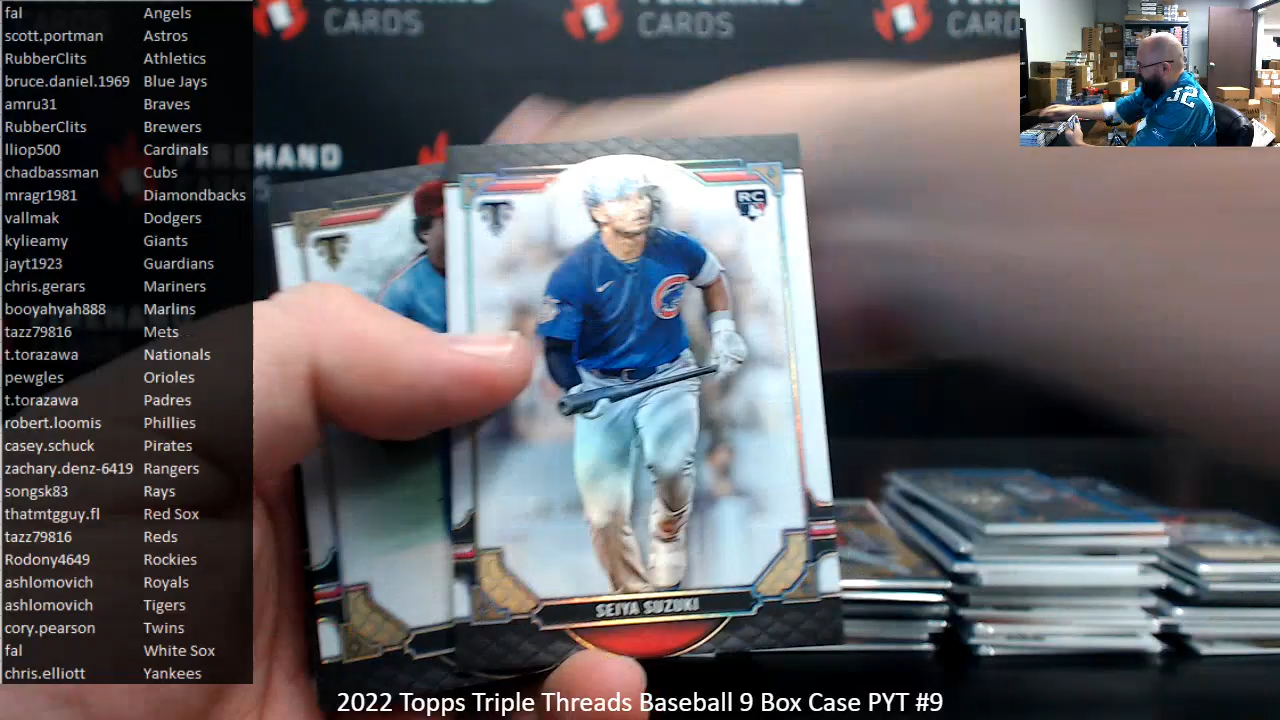 fal Angels
scott.portman Astros
RubberClits Athletics
bruce.daniel.1969 Blue Jays
amru31 Braves
RubberClits Brewers
lliop500 Cardinals
chadbassman Cubs
mragr1981 Diamondbacks
vallmak Dodgers
kylieamy Giants
jayt1923 Guardians
chris.gerars Mariners
booyahyah888 Marlins
tazz79816 Mets
t.torazawa Nationals
pewgles Orioles
t.torazawa Padres
robert.loomis Phillies
casey.schuck Pirates
zachary.denz-6419 Rangers
songsk83 Rays
thatmtgguy.fl Red Sox
tazz79816 Reds
Rodony4649 Rockies
ashlomovich Royals
ashlomovich Tigers
cory.pearson Twins
fal White Sox
chris.elliott Yankees
CARDS
CARDS
CARDS
RC
C
SEIYA SUZUKI
32
2022 Topps Triple Threads Baseball 9 Box Case PYT #9